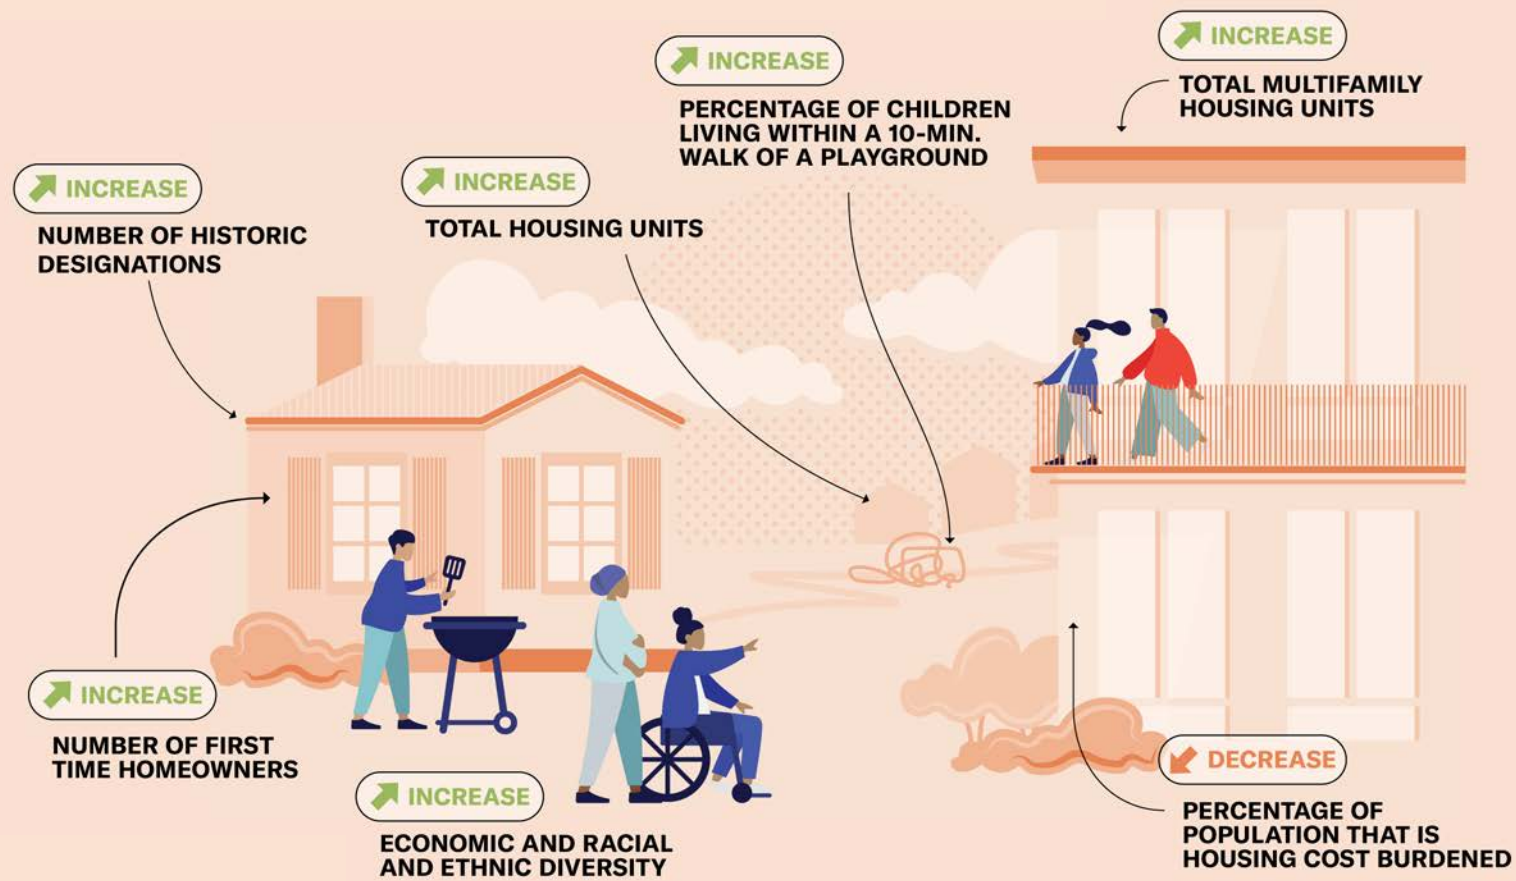 INCREASE
TOTAL MULTIFAMILY
HOUSING UNITS
INCREASE
PERCENTAGE OF CHILDREN
LIVING WITHIN A 10-MIN.
WALK OF A PLAYGROUND
INCREASE
TOTAL HOUSING UNITS
INCREASE
NUMBER OF HISTORIC
DESIGNATIONS
INCREASE
NUMBER OF FIRST
TIME HOMEOWNERS
INCREASE
ECONOMIC AND RACIAL
AND ETHNIC DIVERSITY
DECREASE
PERCENTAGE OF
POPULATION THAT IS
HOUSING COST BURDENED